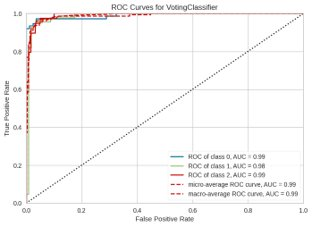 ROC Curves for VotingClassifier
1.0
0.8
0.6
0.4
0.2
0.0
True Positive Rate
ROC of class 0, AUC = 0.99
ROC of class 1, AUC = 0.98
ROC of class 2, AUC = 0.99
micro-average ROC curve, AUC = 0.99
macro-average ROC curve, AUC = 0.99
0.0 0.2 0.4 0.6 0.8 1.0
False Positive Rate